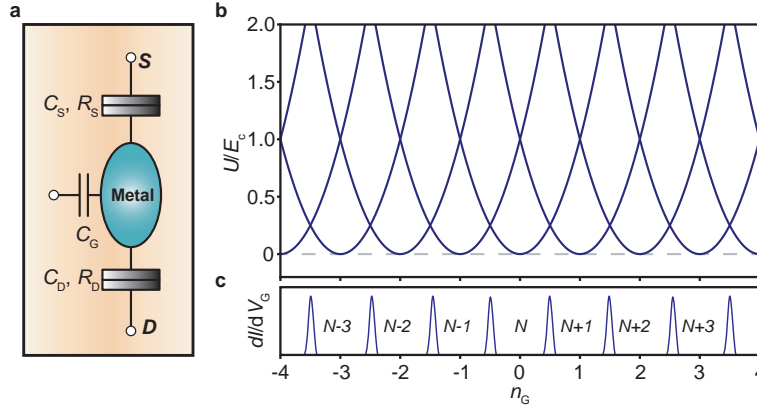 a
S
C_S, R_S
Metal
C_G
C_D, R_D
D
b
2.0
1.5
1.0
0.5
0
U/E_c
c
dI/dV_G
N-3 N-2 N-1 N N+1 N+2 N+3
-4 -3 -2 -1 0 1 2 3 4
n_G